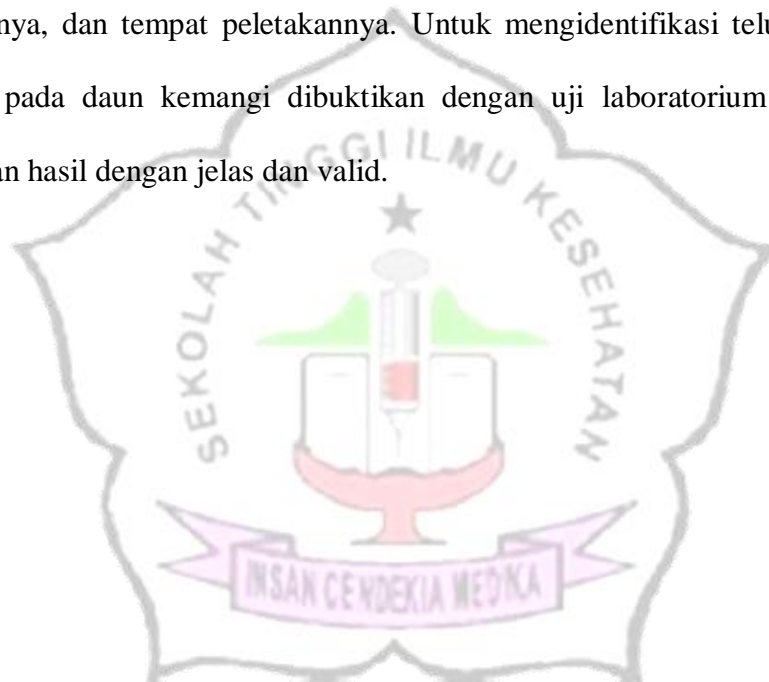 nya, dan tempat peletakannya. Untuk mengidentifikasi telu
pada daun kemangi dibuktikan dengan uji laboratorium
an hasil dengan jelas dan valid.
SEKOLAH TINGGI ILMU KESEHATAN
INSAN CENDEKIA MEDIKA